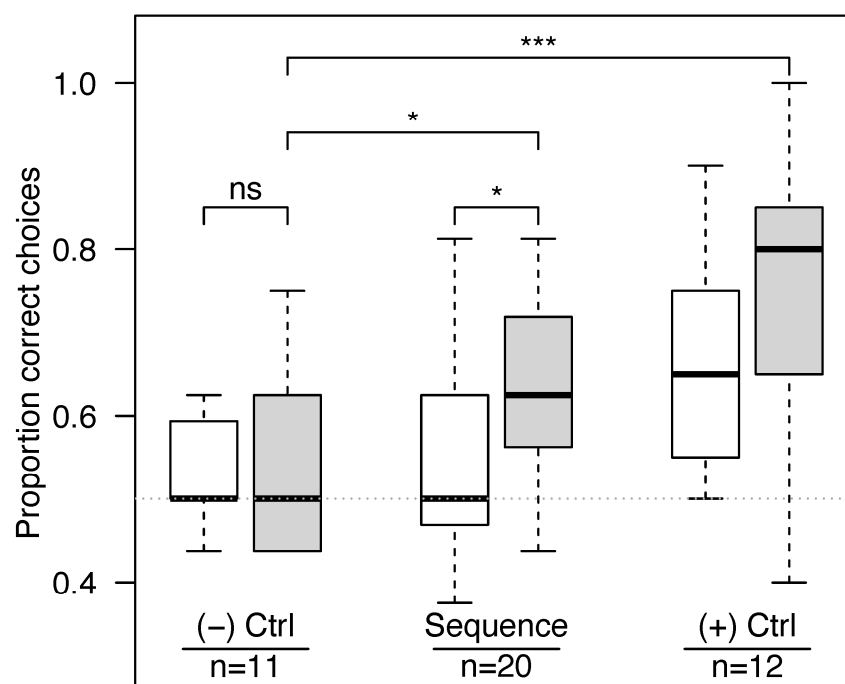 ***
1.0
*
ns
*
0.8
Proportion correct choices
0.6
0.4
(−) Ctrl
Sequence
(+) Ctrl
n=11
n=20
n=12